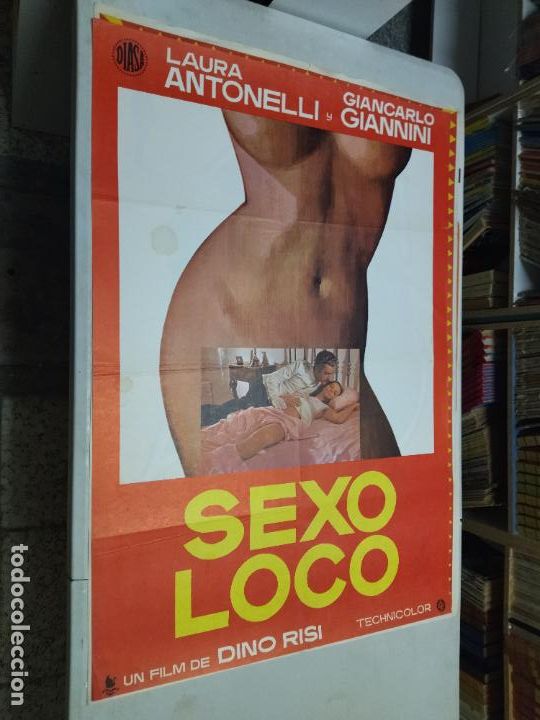 DIASA
LAURA
ANTONELLI y GIANCARLO
GIANNINI
SEXO
LOCO
UN FILM DE DINO RISI
TECHNICOLOR
todocoleccion